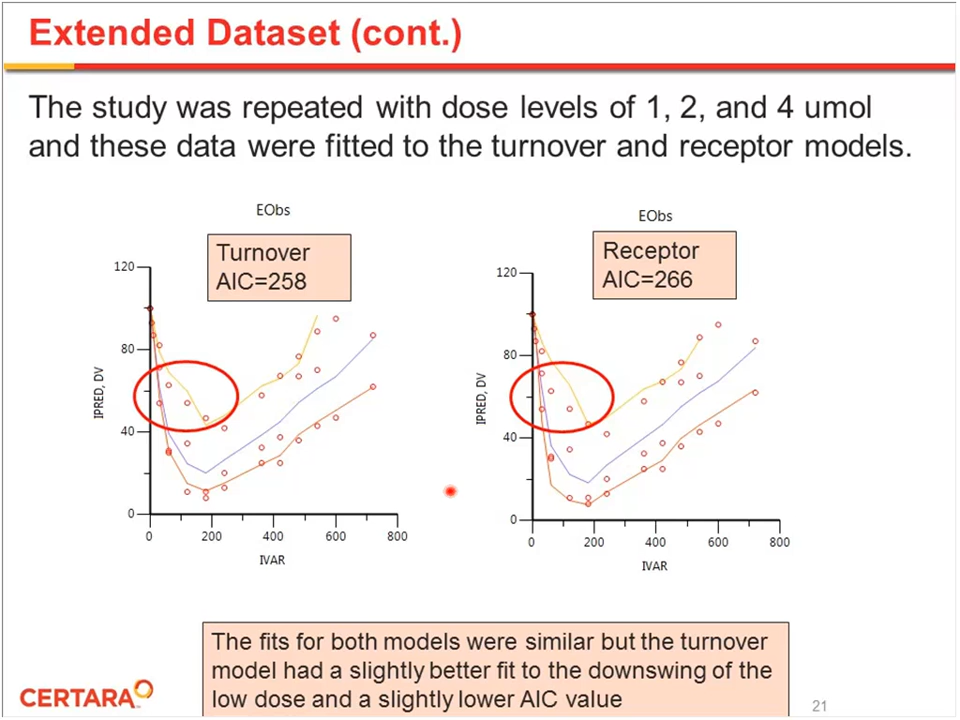 Extended Dataset (cont.)
The study was repeated with dose levels of 1, 2, and 4 umol
and these data were fitted to the turnover and receptor models.
EObs
Turnover
AIC=258
120
80
40
0
IPRED, DV
0 200 400 600 800
IVAR
EObs
Receptor
AIC=266
120
80
40
0
IPRED, DV
0 200 400 600 800
IVAR
The fits for both models were similar but the turnover
model had a slightly better fit to the downswing of the
low dose and a slightly lower AIC value
CERTARA
21